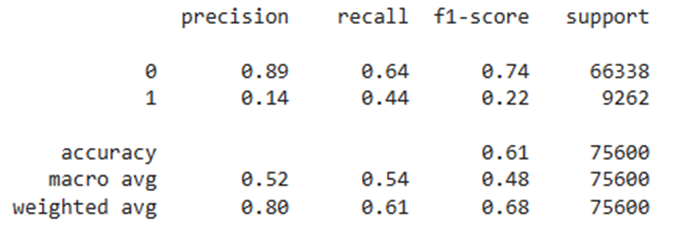 precision recall f1-score support
0 0.89 0.64 0.74 66338
1 0.14 0.44 0.22 9262
accuracy 0.61 75600
macro avg 0.52 0.54 0.48 75600
weighted avg 0.80 0.61 0.68 75600